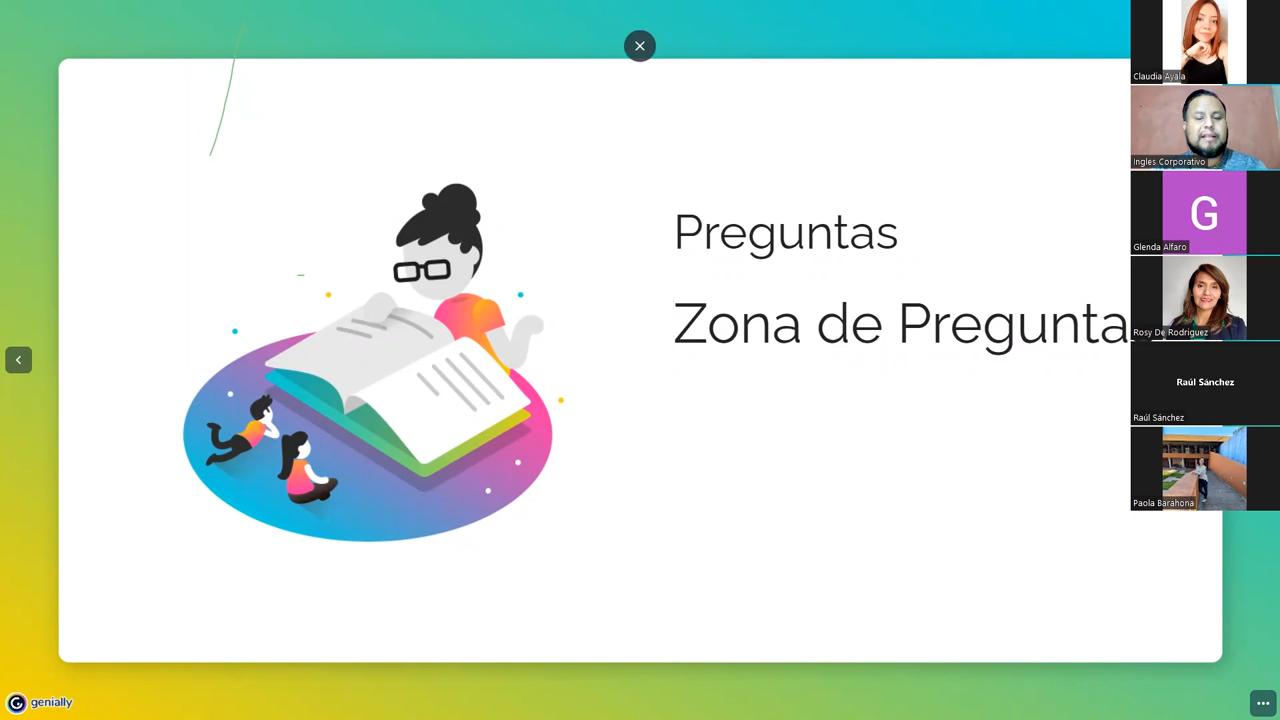 Preguntas
Zona de Pregunta
Claudia Ayala
Ingles Corporativo
G
Glenda Alfaro
Rosy De Rodriguez
Raúl Sánchez
Raúl Sánchez
Paola Barahona
genially